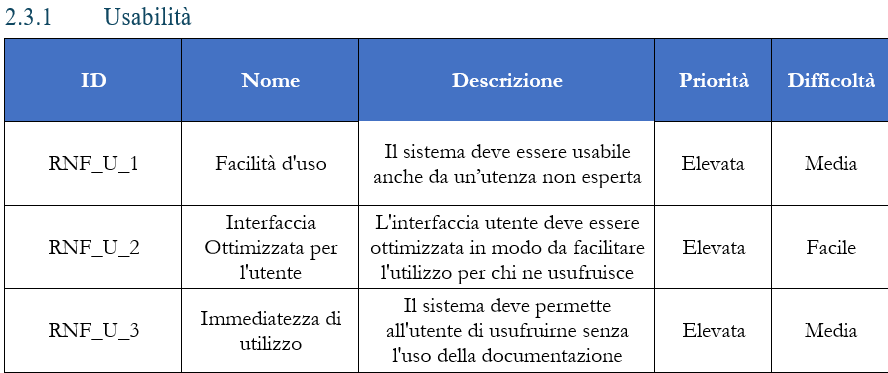 2.3.1 Usabilità
ID Nome Descrizione Priorità Difficoltà
RNF_U_1 Facilità d'uso Il sistema deve essere usabile
anche da un’utenza non esperta Elevata Media
RNF_U_2 Interfaccia
Ottimizzata per
l'utente L'interfaccia utente deve essere
ottimizzata in modo da facilitare
l'utilizzo per chi ne usufruisce Elevata Facile
RNF_U_3 Immediatezza di
utilizzo Il sistema deve permette
all'utente di usufruirne senza
l'uso della documentazione Elevata Media